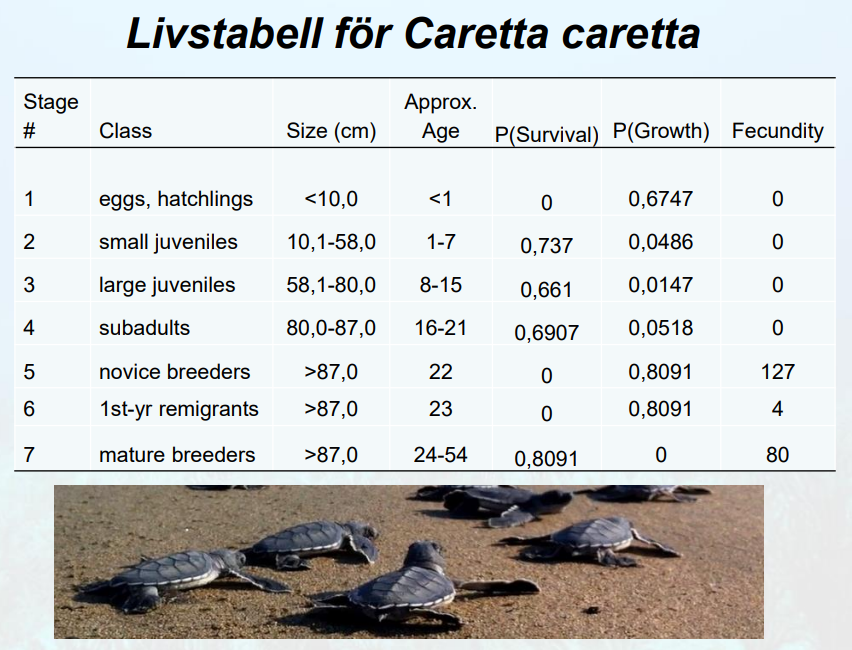 Livstabell för Caretta caretta
Stage # Class Size (cm) Approx. Age P(Survival) P(Growth) Fecundity
1 eggs, hatchlings <10,0 <1 0 0,6747 0
2 small juveniles 10,1-58,0 1-7 0,737 0,0486 0
3 large juveniles 58,1-80,0 8-15 0,661 0,0147 0
4 subadults 80,0-87,0 16-21 0,6907 0,0518 0
5 novice breeders >87,0 22 0 0,8091 127
6 1st-yr remigrants >87,0 23 0 0,8091 4
7 mature breeders >87,0 24-54 0,8091 0 80